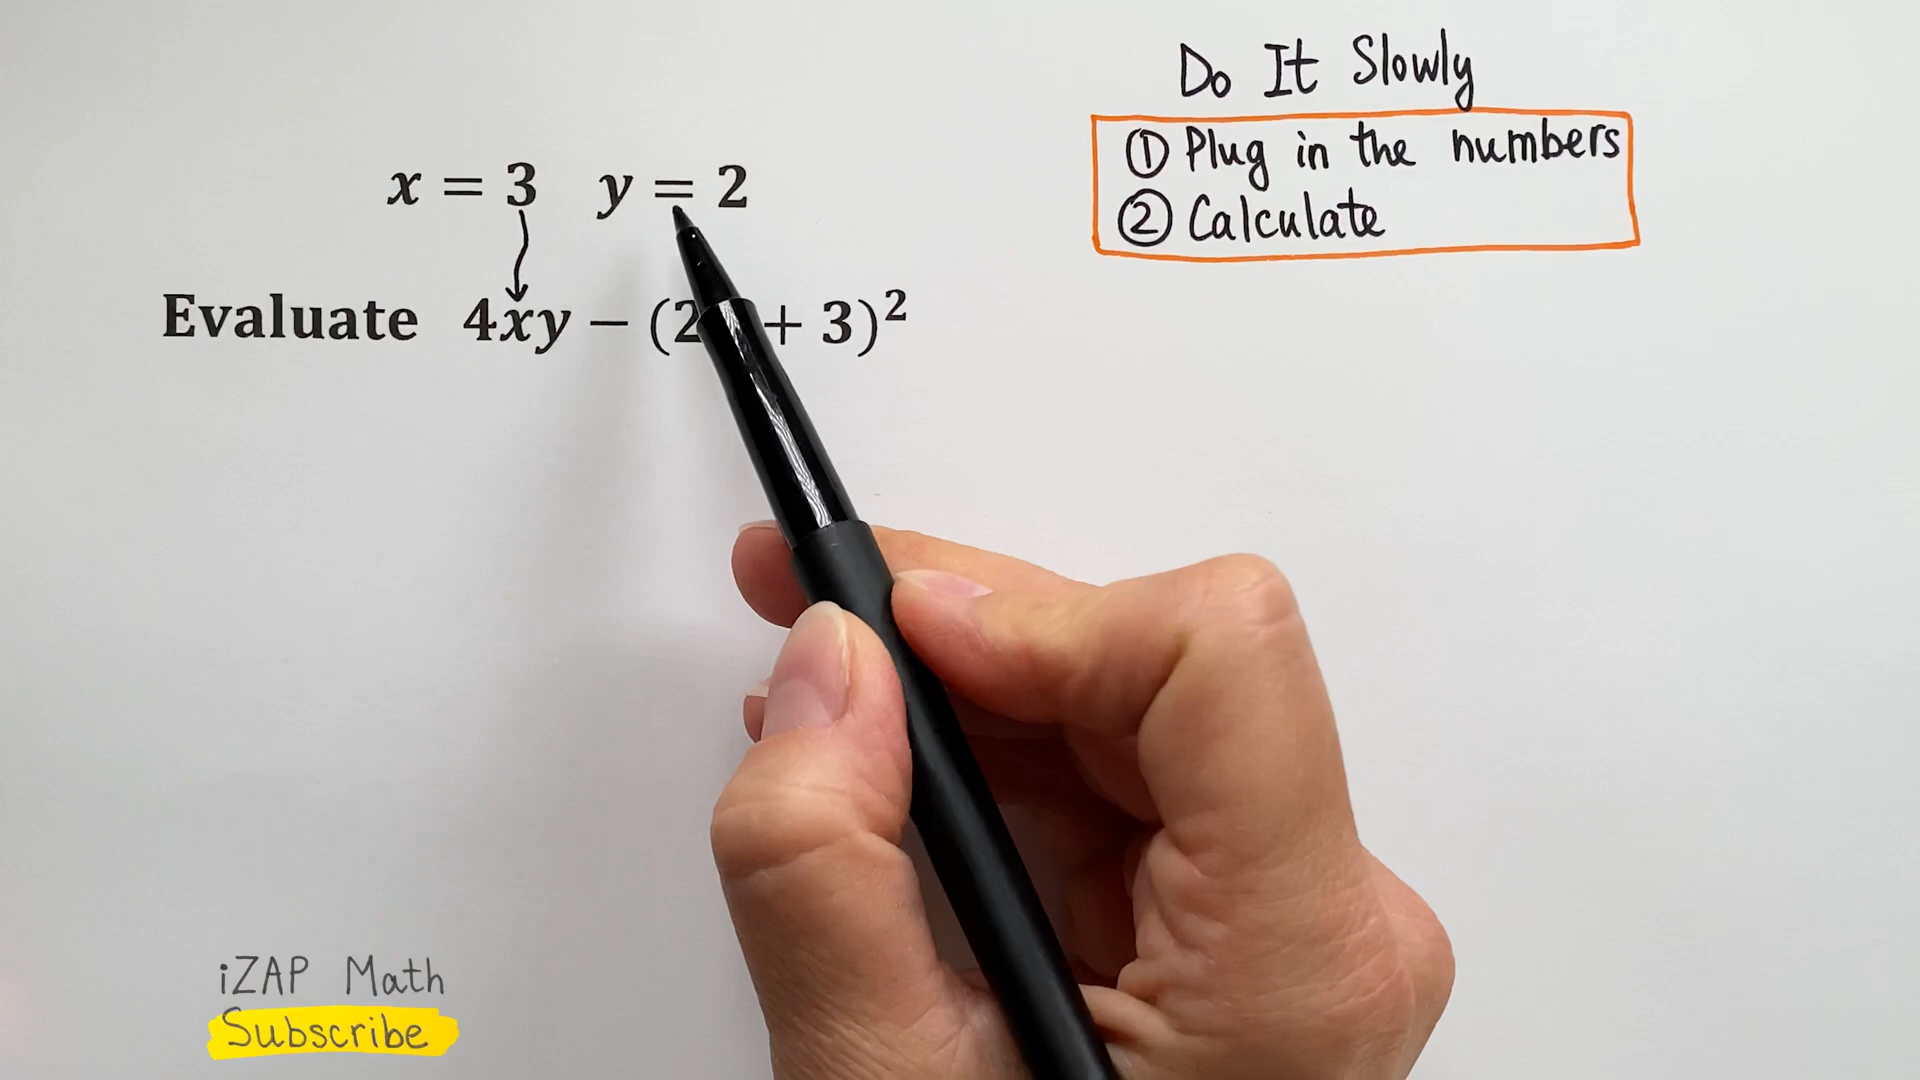 Do It Slowly
① Plug in the numbers
② Calculate
x = 3 y = 2
Evaluate 4xy − (2 + 3)²
iZAP Math
Subscribe